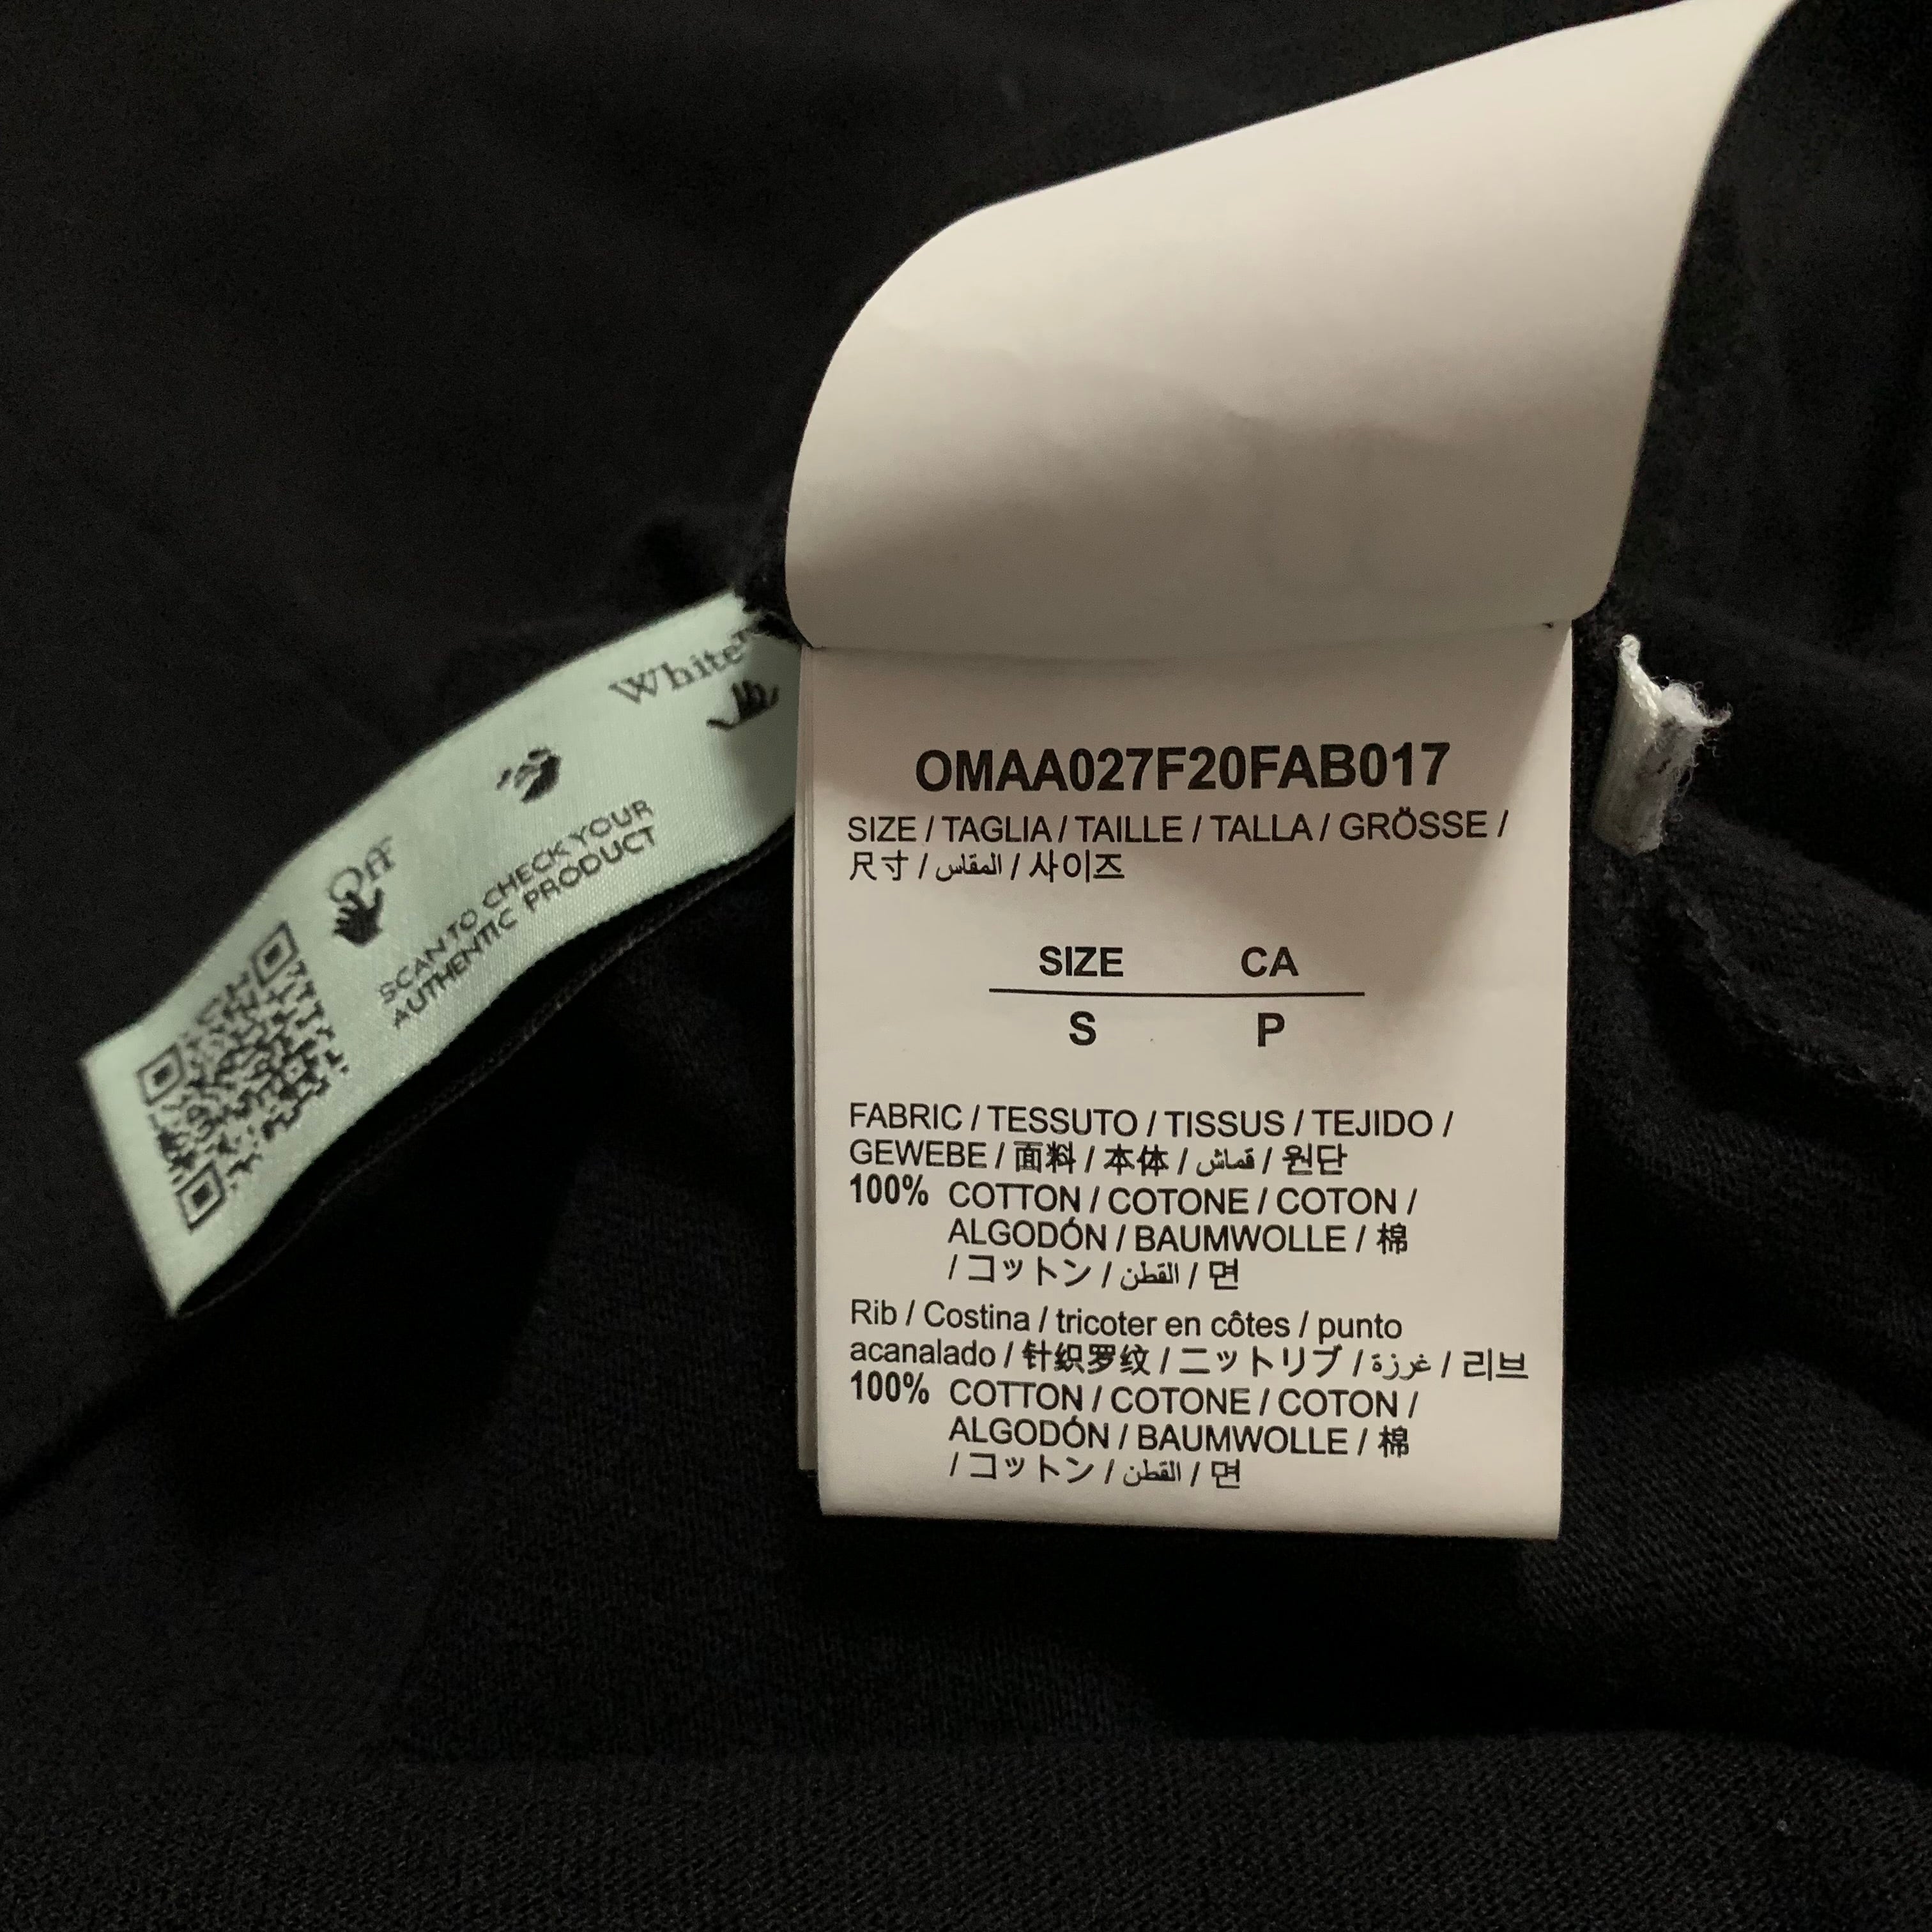 Off White™
SCAN TO CHECK YOUR
AUTHENTIC PRODUCT
OMAA027F20FAB017
SIZE / TAGLIA / TAILLE / TALLA / GRÖSSE /
尺寸 / المقاس / 사이즈
SIZE CA
S P
FABRIC / TESSUTO / TISSUS / TEJIDO /
GEWEBE / 面料 / 本体 / قماش / 원단
100% COTTON / COTONE / COTON /
ALGODÓN / BAUMWOLLE / 棉
/ コットン / القطن / 면
Rib / Costina / tricoter en côtes / punto
acanalado / 针织罗纹 / ニットリブ / غرزة / 리브
100% COTTON / COTONE / COTON /
ALGODÓN / BAUMWOLLE / 棉
/ コットン / القطن / 면